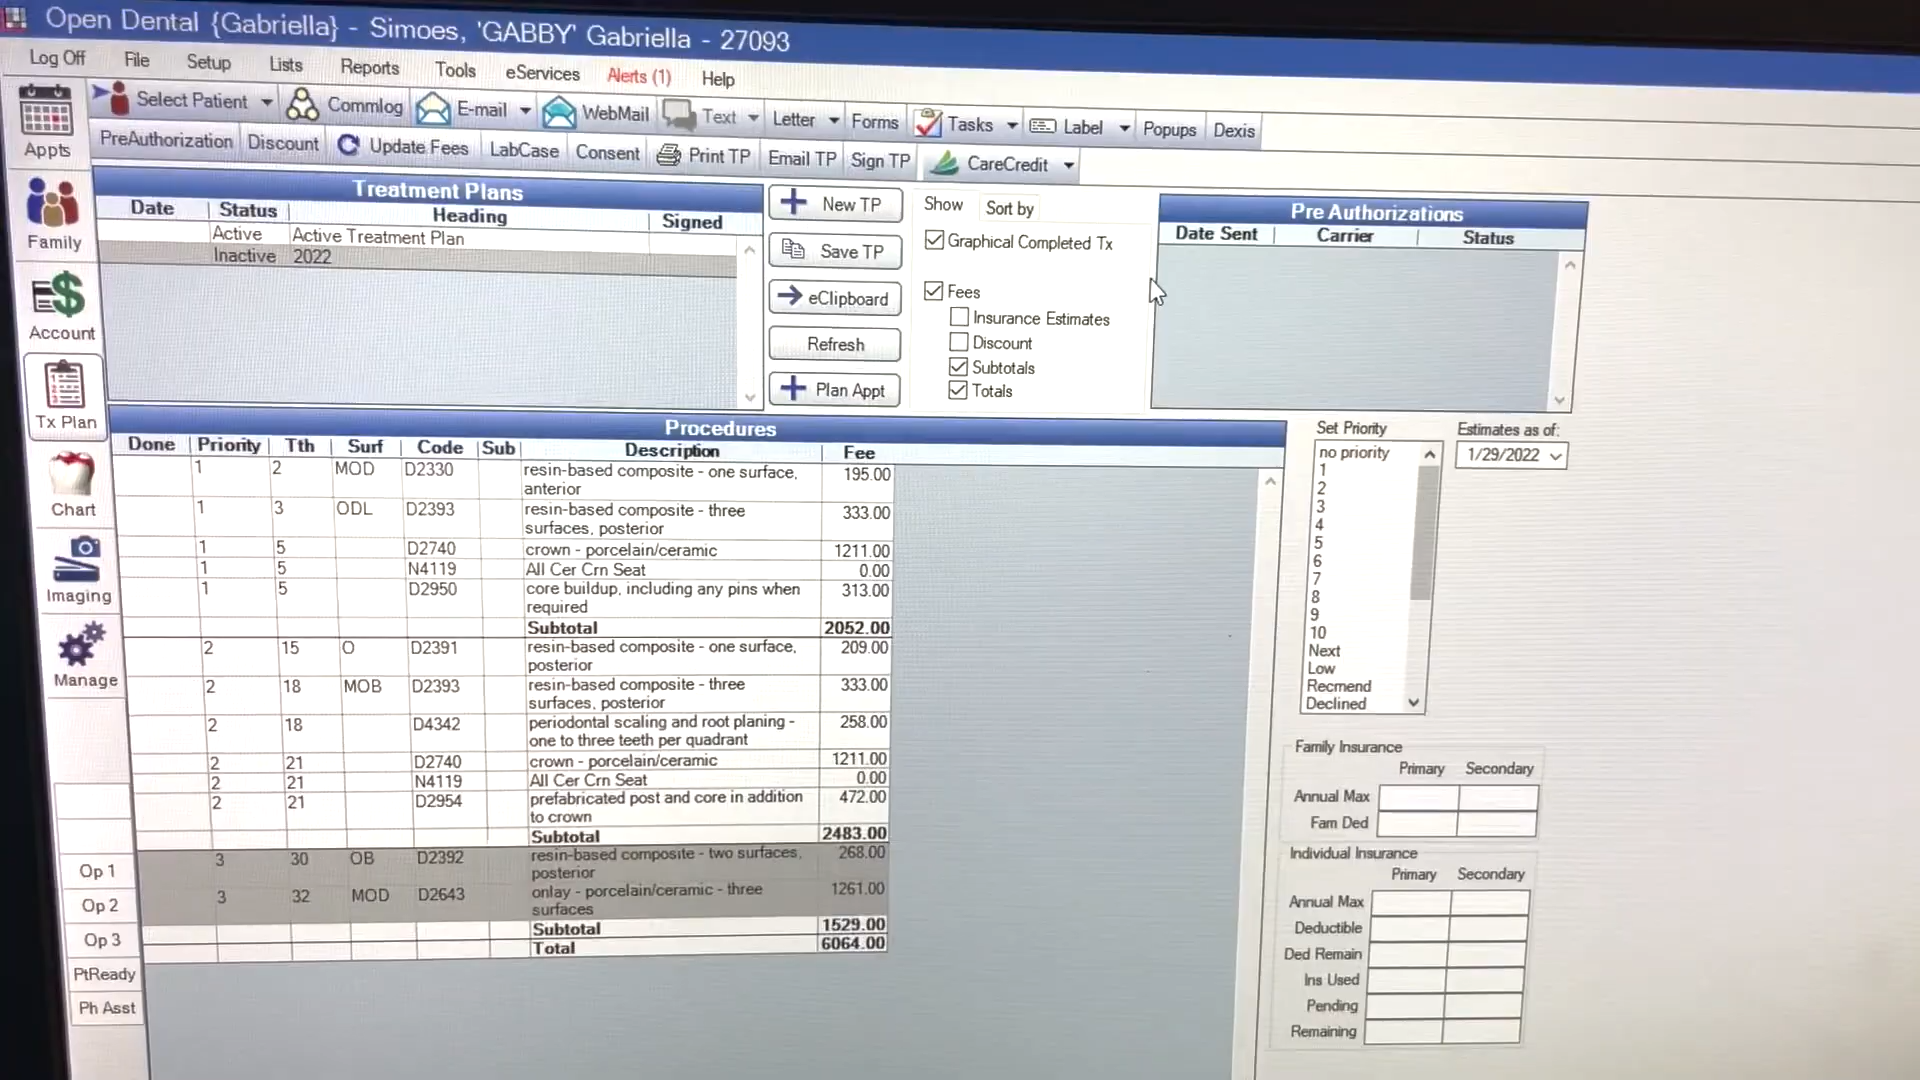 Open Dental {Gabriella} - Simoes, 'GABBY' Gabriella - 27093
Log Off File Setup Lists Reports Tools eServices Alerts (1) Help
Select Patient Commlog E-mail WebMail Text Letter Forms Tasks Label Popups Dexis
PreAuthorization Discount Update Fees LabCase Consent Print TP Email TP Sign TP CareCredit
Appts
Family
Account
Tx Plan
Chart
Imaging
Manage
Op 1
Op 2
Op 3
PtReady
Ph Asst
Treatment Plans
Date Status Heading Signed
Active Active Treatment Plan
Inactive 2022
New TP
Save TP
eClipboard
Refresh
Plan Appt
Show Sort by
Graphical Completed Tx
Fees
Insurance Estimates
Discount
Subtotals
Totals
Pre Authorizations
Date Sent Carrier Status
Procedures
Done Priority Tth Surf Code Sub Description Fee
1 2 MOD D2330 resin-based composite - one surface, 195.00
anterior
1 3 ODL D2393 resin-based composite - three 333.00
surfaces, posterior
1 5 D2740 crown - porcelain/ceramic 1211.00
1 5 N4119 All Cer Crn Seat 0.00
1 5 D2950 core buildup, including any pins when 313.00
required
Subtotal 2052.00
2 15 O D2391 resin-based composite - one surface, 209.00
posterior
2 18 MOB D2393 resin-based composite - three 333.00
surfaces, posterior
2 18 D4342 periodontal scaling and root planing - 258.00
one to three teeth per quadrant
2 21 D2740 crown - porcelain/ceramic 1211.00
2 21 N4119 All Cer Crn Seat 0.00
2 21 D2954 prefabricated post and core in addition 472.00
to crown
Subtotal 2483.00
3 30 OB D2392 resin-based composite - two surfaces, 268.00
posterior
3 32 MOD D2643 onlay - porcelain/ceramic - three 1261.00
surfaces
Subtotal 1529.00
Total 6064.00
Set Priority
no priority
1
2
3
4
5
6
7
8
9
10
Next
Low
Recmend
Declined
Estimates as of:
1/29/2022
Family Insurance
Primary Secondary
Annual Max
Fam Ded
Individual Insurance
Primary Secondary
Annual Max
Deductible
Ded Remain
Ins Used
Pending
Remaining